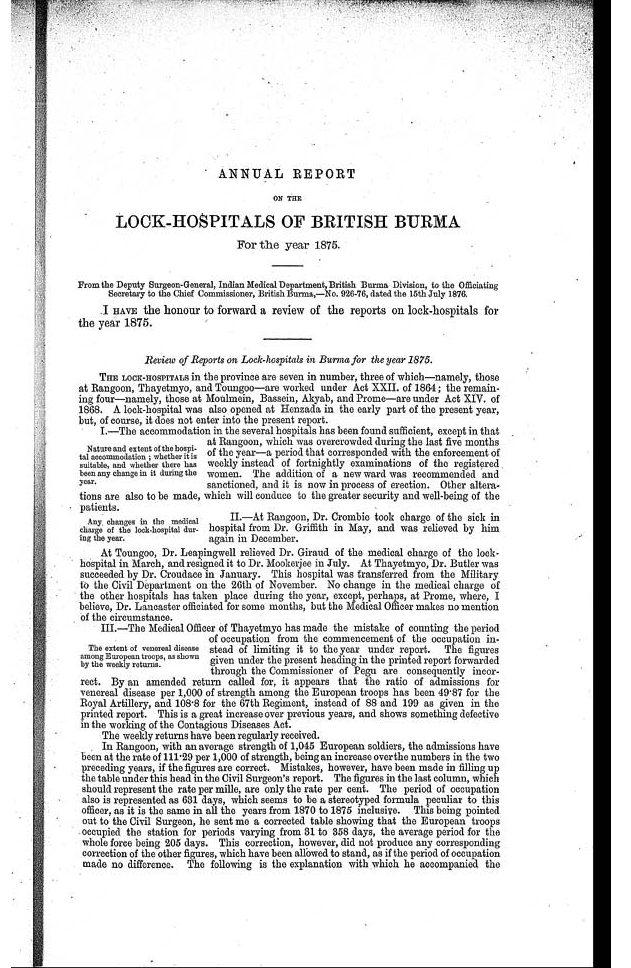 ANNUAL REPORT
ON THE
LOCK-HOSPITALS OF BRITISH BURMA
For the year 1875.
From the Deputy Surgeon-General, Indian Medical Department, British Burma Division, to the Officiating
Secretary to the Chief Commissioner, British Burma,—No. 926-76, dated the 15th July 1876.
I HAVE the honour to forward a review of the reports on lock-hospitals for
the year 1875.
Review of Reports on Lock-hospitals in Burma for the year 1875.
THE LOCK-HOSPITALS in the province are seven in number, three of which—namely, those
at Rangoon, Thayetmyo, and Toungoo—are worked under Act XXII. of 1864; the remain-
ing four—namely, those at Moulmein, Bassein, Akyab, and Prome—are under Act XIV. of
1868. A lock-hospital was also opened at Henzada in the early part of the present year,
but, of course, it does not enter into the present report.
I.—The accommodation in the several hospitals has been found sufficient, except in that
Nature and extent of the hospi-
tal accommodation; whether it is
suitable, and whether there has
been any change in it during the
year.
at Rangoon, which was overcrowded during the last five months
of the year—a period that corresponded with the enforcement of
weekly instead of fortnightly examinations of the registered
women. The addition of a new ward was recommended and
sanctioned, and it is now in process of erection. Other altera-
tions are also to be made, which will conduce to the greater security and well-being of the
patients.
Any changes in the medical
charge of the lock-hospital dur-
ing the year.
II.—At Rangoon, Dr. Crombie took charge of the sick in
hospital from Dr. Griffith in May, and was relieved by him
again in December.
At Toungoo, Dr. Leapingwell relieved Dr. Giraud of the medical charge of the lock-
hospital in March, and resigned it to Dr. Mookerjee in July. At Thayetmyo, Dr. Butler was
succeeded by Dr. Croudace in January. This hospital was transferred from the Military
to the Civil Department on the 26th of November. No change in the medical charge of
the other hospitals has taken place during the year, except, perhaps, at Prome, where, I
believe, Dr. Lancaster officiated for some months, but the Medical Officer makes no mention
of the circumstance.
III.—The Medical Officer of Thayetmyo has made the mistake of counting the period
The extent of venereal disease
among European troops, as shown
by the weekly returns.
of occupation from the commencement of the occupation in-
stead of limiting it to the year under report. The figures
given under the present heading in the printed report forwarded
through the Commissioner of Pegu are consequently incor-
rect. By an amended return called for, it appears that the ratio of admissions for
venereal disease per 1,000 of strength among the European troops has been 49·87 for the
Royal Artillery, and 108·8 for the 67th Regiment, instead of 88 and 199 as given in the
printed report. This is a great increase over previous years, and shows something defective
in the working of the Contagious Diseases Act.
The weekly returns have been regularly received.
In Rangoon, with an average strength of 1,045 European soldiers, the admissions have
been at the rate of 111·29 per 1,000 of strength, being an increase over the numbers in the two
preceding years, if the figures are correct. Mistakes, however, have been made in filling up
the table under this head in the Civil Surgeon's report. The figures in the last column, which
should represent the rate per mille, are only the rate per cent. The period of occupation
also is represented as 631 days, which seems to be a stereotyped formula peculiar to this
officer, as it is the same in all the years from 1870 to 1875 inclusive. This being pointed
out to the Civil Surgeon, he sent me a corrected table showing that the European troops
occupied the station for periods varying from 31 to 358 days, the average period for the
whole force being 205 days. This correction, however, did not produce any corresponding
correction of the other figures, which have been allowed to stand, as if the period of occupation
made no difference. The following is the explanation with which he accompanied the